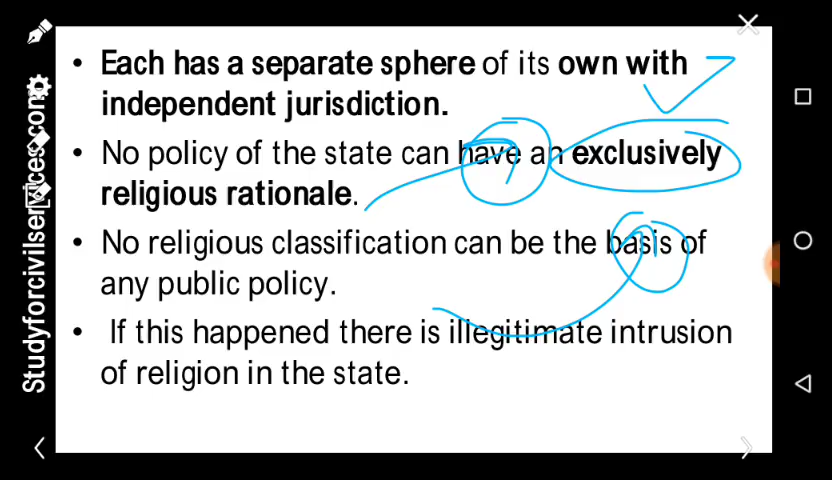 • Each has a separate sphere of its own with
independent jurisdiction.
• No policy of the state can have an exclusively
religious rationale.
• No religious classification can be the basis of
any public policy.
• If this happened there is illegitimate intrusion
of religion in the state.
Studyforcivilservices.com